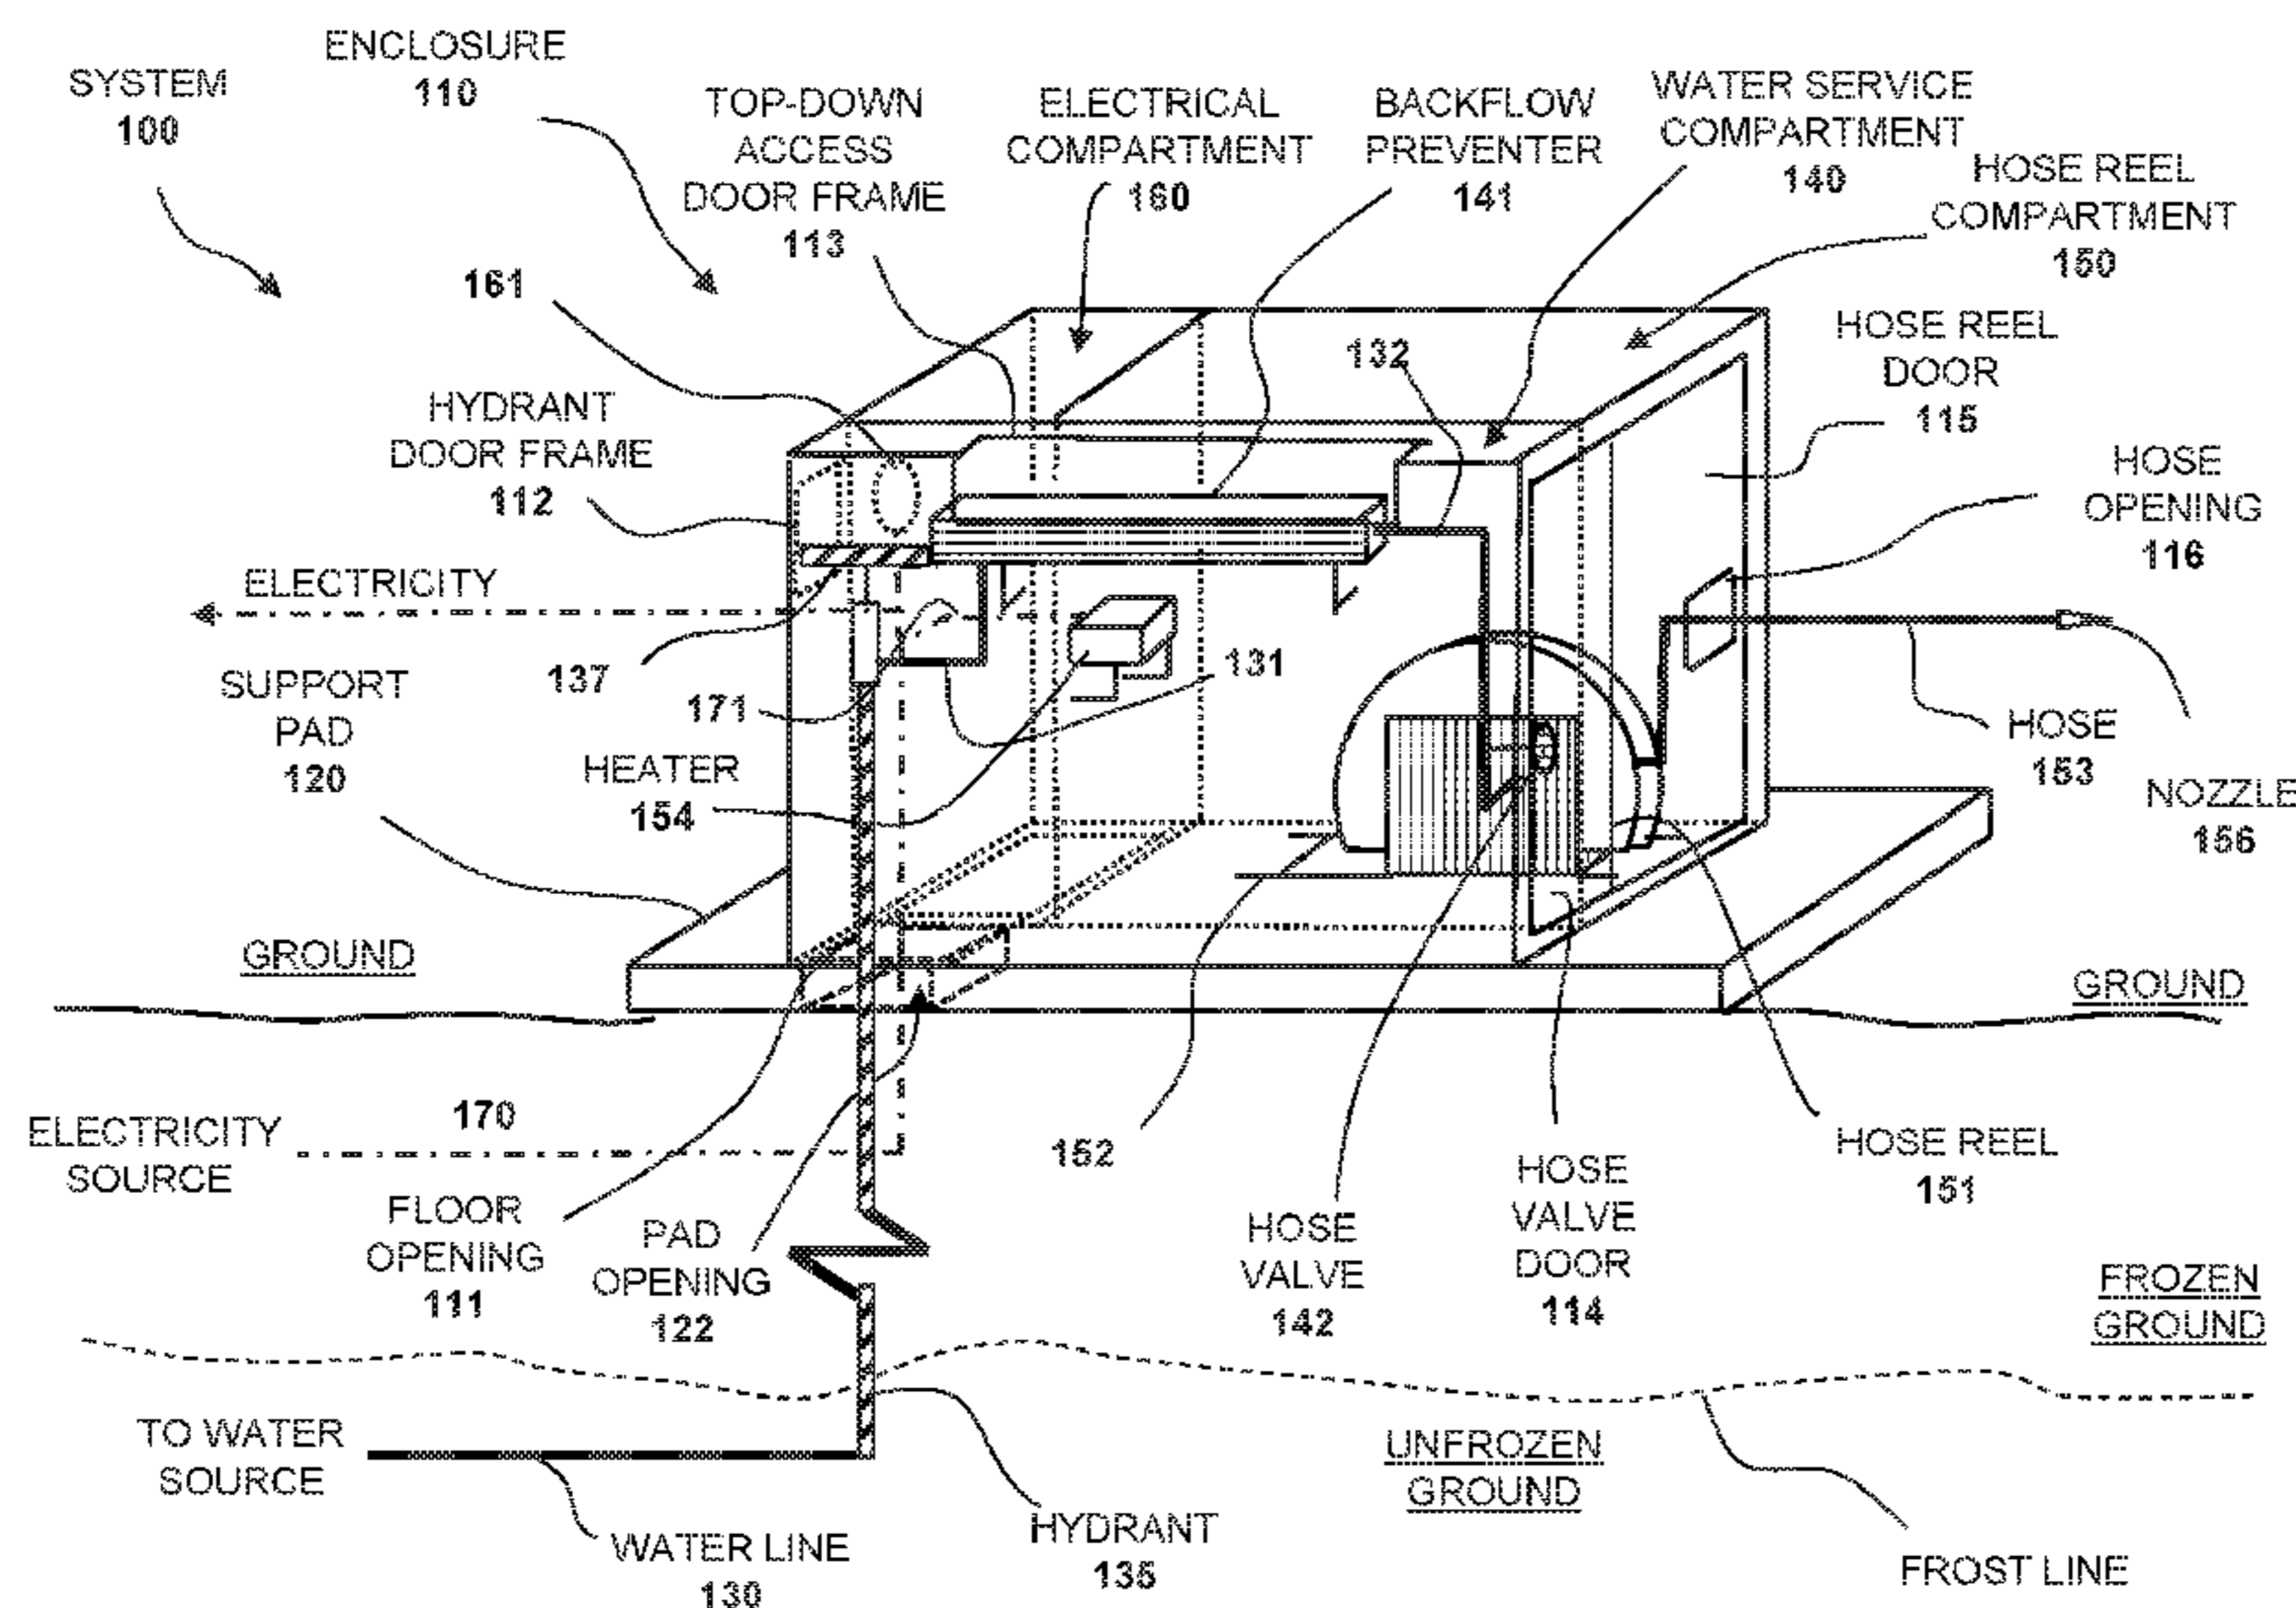 SYSTEM
100
ENCLOSURE
110
TOP-DOWN
ACCESS
DOOR FRAME
113
ELECTRICAL
COMPARTMENT
160
BACKFLOW
PREVENTER
141
WATER SERVICE
COMPARTMENT
140
HOSE REEL
COMPARTMENT
150
161
132
HOSE REEL
DOOR
115
HYDRANT
DOOR FRAME
112
HOSE
OPENING
116
ELECTRICITY
137
171
131
SUPPORT
PAD
120
HEATER
154
HOSE
153
NOZZLE
156
GROUND
GROUND
170
ELECTRICITY
SOURCE
FLOOR
OPENING
111
PAD
OPENING
122
152
HOSE
VALVE
142
HOSE
VALVE
DOOR
114
HOSE REEL
151
FROZEN
GROUND
TO WATER
SOURCE
UNFROZEN
GROUND
WATER LINE
130
HYDRANT
135
FROST LINE